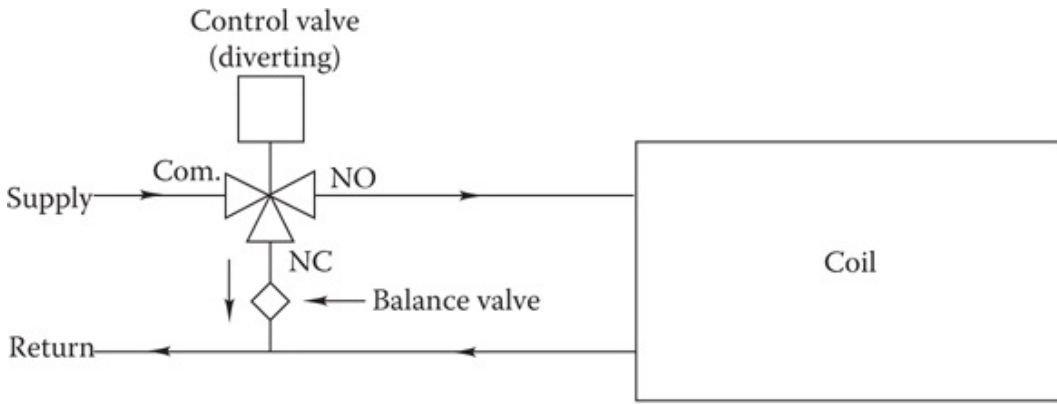 Control valve
(diverting)
Com.
NO
Supply
NC
Coil
Balance valve
Return